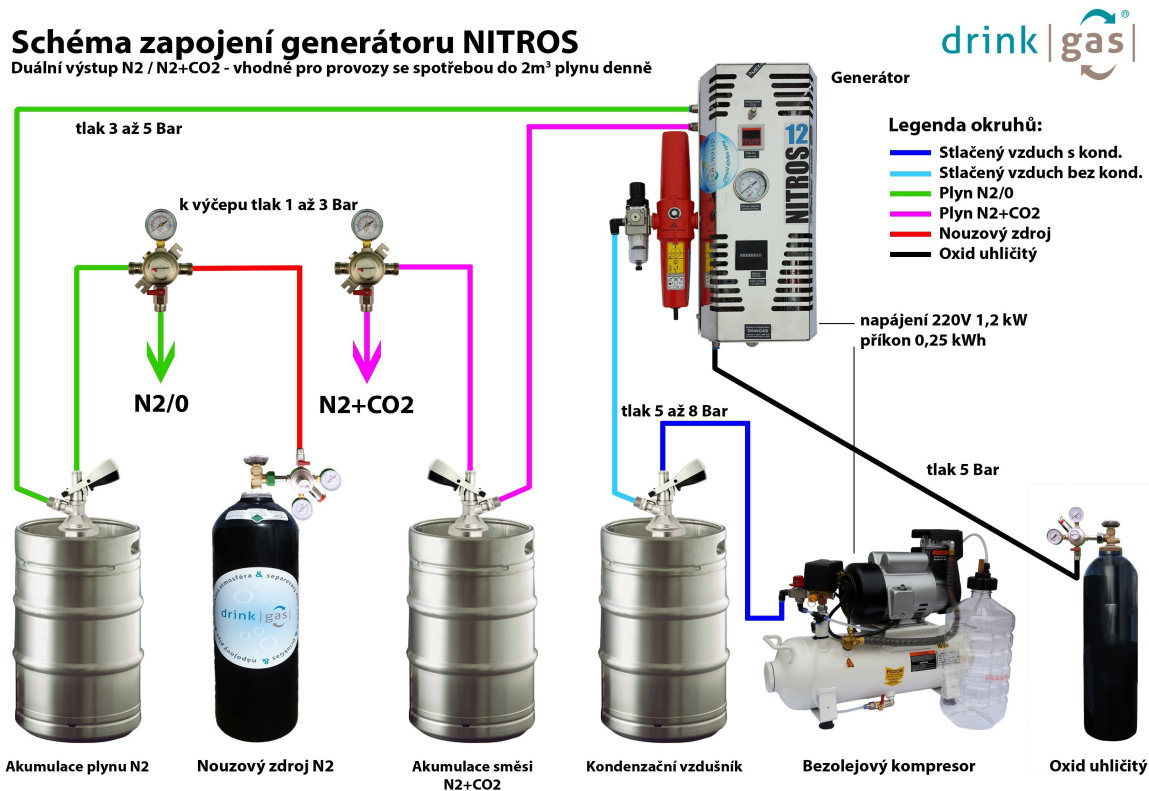 Schéma zapojení generátoru NITROS
Duální výstup N2 / N2+CO2 - vhodné pro provozy se spotřebou do 2m³ plynu denně
drink|gas| ®
Generátor
tlak 3 až 5 Bar
Legenda okruhů:
Stlačený vzduch s kond.
Stlačený vzduch bez kond.
Plyn N2/0
Plyn N2+CO2
Nouzový zdroj
Oxid uhličitý
NITROS 12
k výčepu tlak 1 až 3 Bar
napájení 220V 1,2 kW
příkon 0,25 kWh
N2/0
N2+CO2
tlak 5 až 8 Bar
tlak 5 Bar
drink|gas|
Akumulace plynu N2
Nouzový zdroj N2
Akumulace směsi
N2+CO2
Kondenzační vzdušník
Bezolejový kompresor
Oxid uhličitý